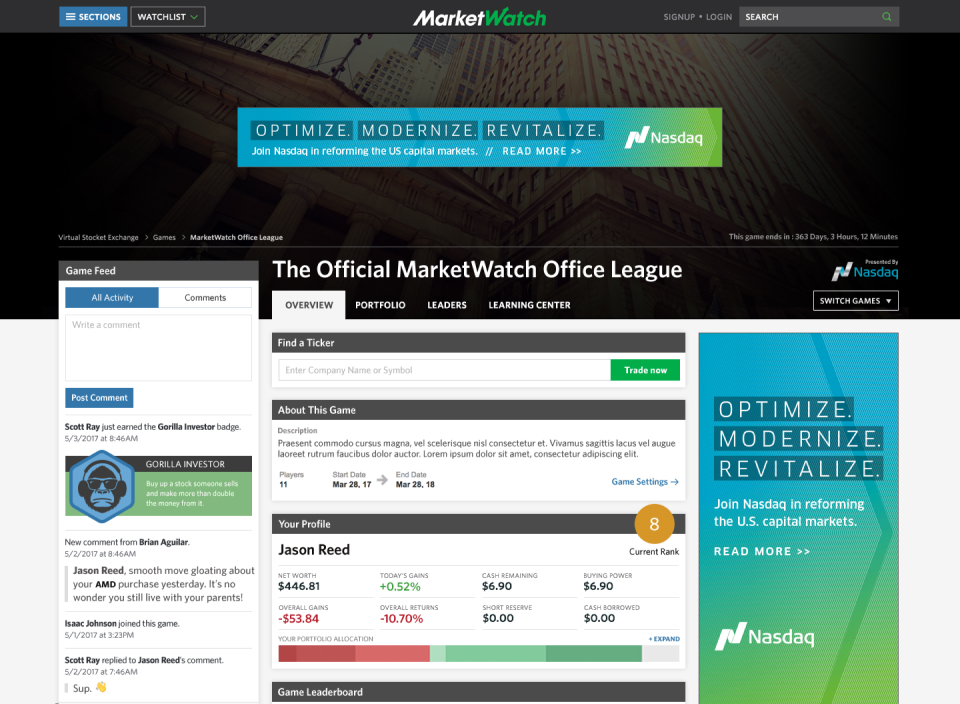 SECTIONS
WATCHLIST
MarketWatch
SIGNUP • LOGIN
SEARCH
OPTIMIZE. MODERNIZE. REVITALIZE.
Join Nasdaq in reforming the US capital markets. // READ MORE >>
Nasdaq
Virtual Stocket Exchange > Games > MarketWatch Office League
This game ends in : 363 Days, 3 Hours, 12 Minutes
Game Feed
All Activity
Comments
Write a comment
Post Comment
Scott Ray just earned the Gorilla Investor badge.
5/3/2017 at 8:46AM
GORILLA INVESTOR
Buy up a stock someone sells
and make more than double
the money from it.
New comment from Brian Aguilar.
5/2/2017 at 8:46AM
Jason Reed, smooth move gloating about
your AMD purchase yesterday. It's no
wonder you still live with your parents!
Isaac Johnson joined this game.
5/1/2017 at 3:23PM
Scott Ray replied to Jason Reed's comment.
5/2/2017 at 7:46AM
Sup. 👋
The Official MarketWatch Office League
Presented By
Nasdaq
OVERVIEW
PORTFOLIO
LEADERS
LEARNING CENTER
SWITCH GAMES ▼
Find a Ticker
Enter Company Name or Symbol
Trade now
About This Game
Description
Praesent commodo cursus magna, vel scelerisque nisl consectetur et. Vivamus sagittis lacus vel augue
laoreet rutrum faucibus dolor auctor. Lorem ipsum dolor sit amet, consectetur adipiscing elit.
Players
11
Start Date
Mar 28, 17
End Date
Mar 28, 18
Game Settings →
Your Profile
8
Jason Reed
Current Rank
NET WORTH
$446.81
TODAY'S GAINS
+0.52%
CASH REMAINING
$6.90
BUYING POWER
$6.90
OVERALL GAINS
-$53.84
OVERALL RETURNS
-10.70%
SHORT RESERVE
$0.00
CASH BORROWED
$0.00
YOUR PORTFOLIO ALLOCATION
+ EXPAND
Game Leaderboard
OPTIMIZE.
MODERNIZE.
REVITALIZE.
Join Nasdaq in reforming
the U.S. capital markets.
READ MORE >>
Nasdaq